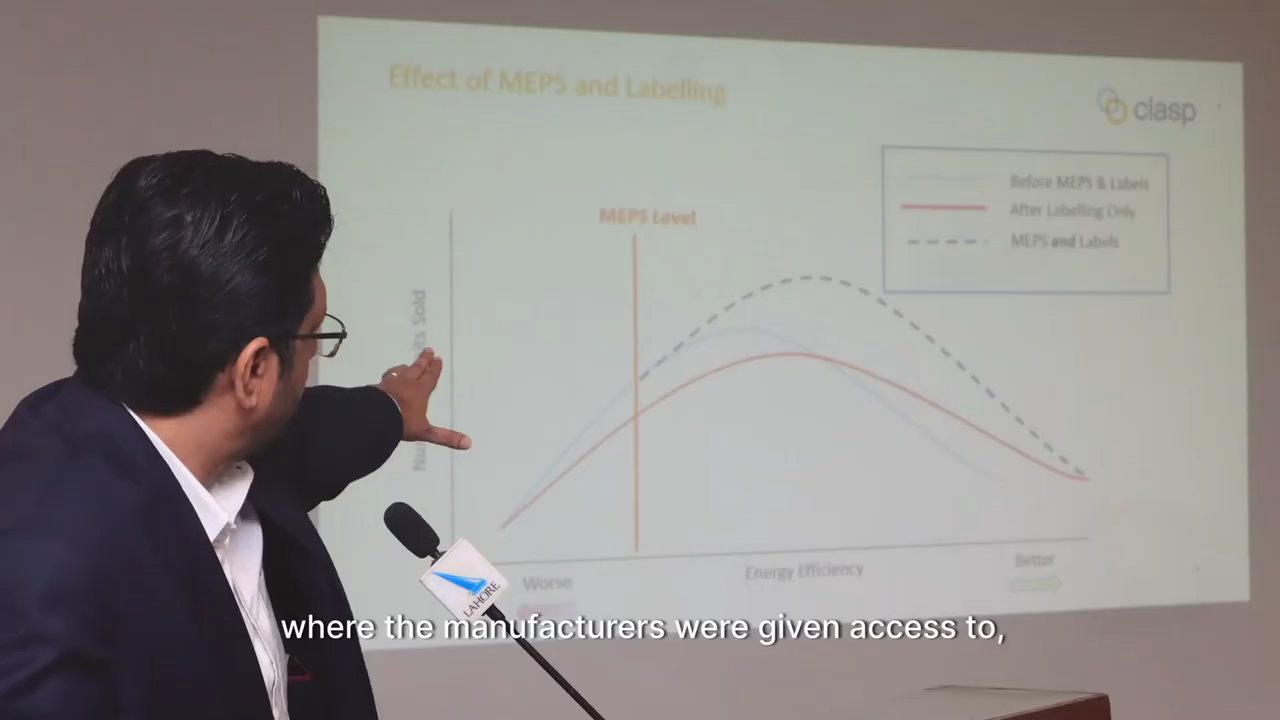 Effect of MEPS and Labelling
clasp
Before MEPS & Labels
After Labelling Only
MEPS and Labels
MEPS Level
Sold
Energy Efficiency
Worse
Better
LAHORE
where the manufacturers were given access to,